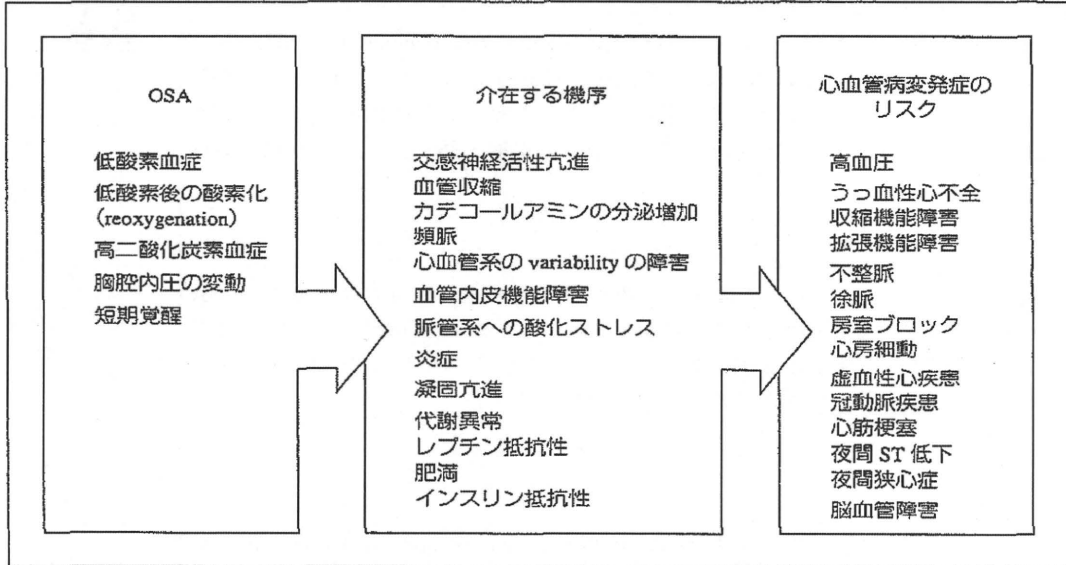 OSA
低酸素血症
低酸素後の酸素化
(reoxygenation)
高二酸化炭素血症
胸腔内圧の変動
短期覚醒
介在する機序
交感神経活性亢進
血管収縮
カテコールアミンの分泌増加
頻脈
心血管系の variability の障害
血管内皮機能障害
脈管系への酸化ストレス
炎症
凝固亢進
代謝異常
レプチン抵抗性
肥満
インスリン抵抗性
心血管病変発症の
リスク
高血圧
うっ血性心不全
収縮機能障害
拡張機能障害
不整脈
徐脈
房室ブロック
心房細動
虚血性心疾患
冠動脈疾患
心筋梗塞
夜間 ST 低下
夜間狭心症
脳血管障害